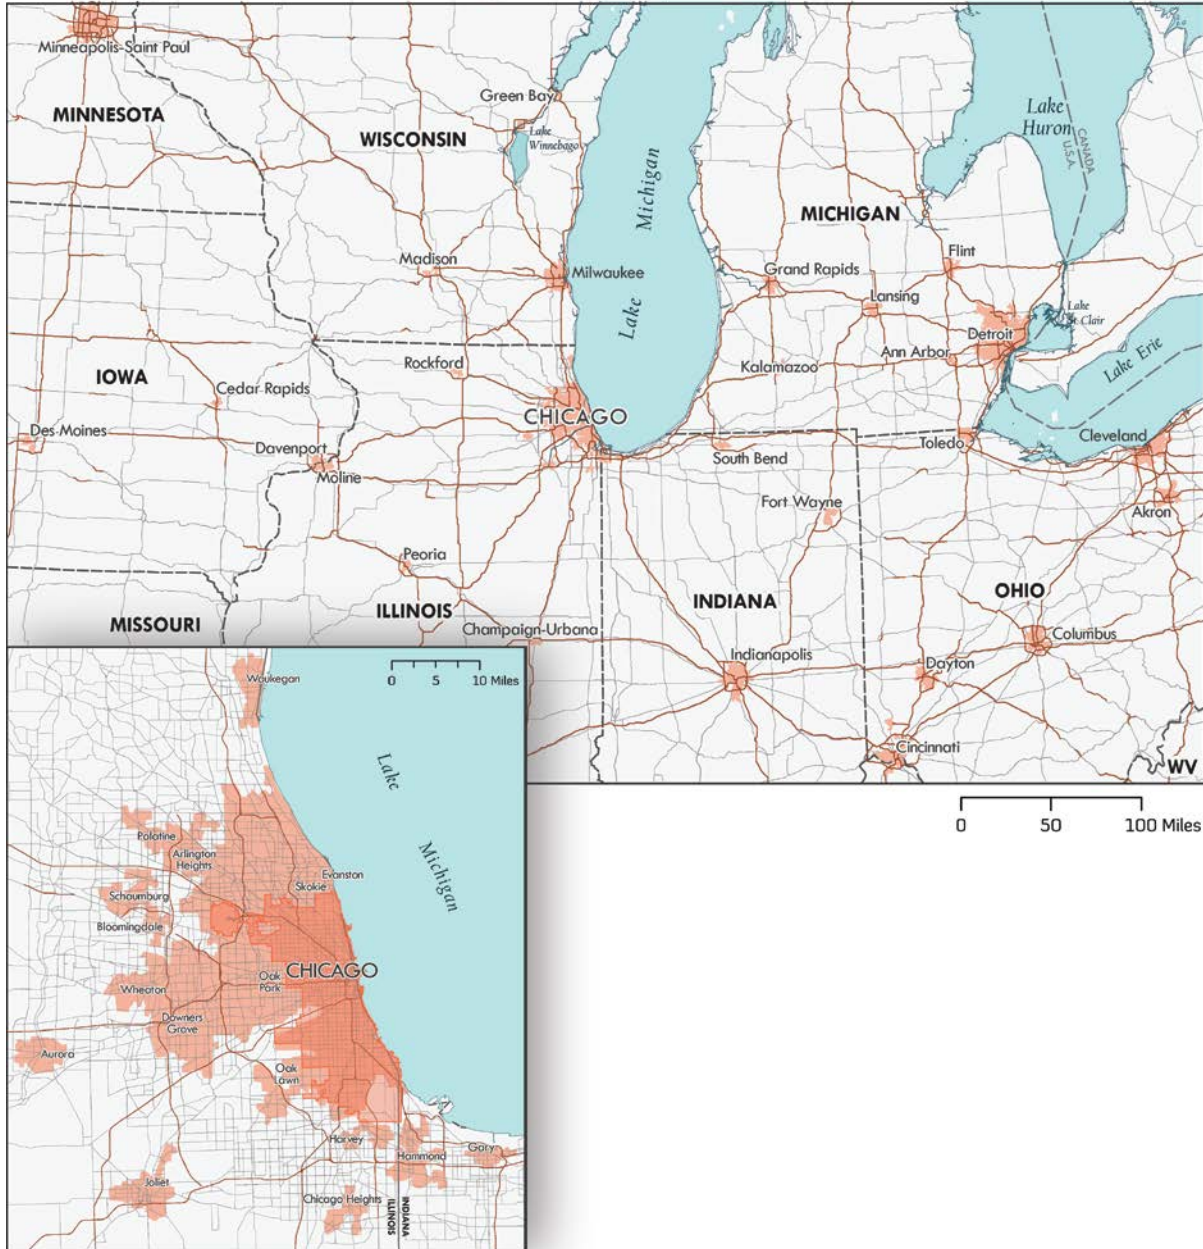 Minneapolis-Saint Paul
MINNESOTA
WISCONSIN
Green Bay
Lake
Winnebago
Lake
Michigan
MICHIGAN
Lake
Huron
CANADA
U.S.A.
Madison
Milwaukee
Grand Rapids
Flint
Lansing
Lake
St Clair
Detroit
Ann Arbor
Rockford
Kalamazoo
Lake Erie
IOWA
Cedar Rapids
CHICAGO
Des Moines
Davenport
Moline
South Bend
Toledo
Cleveland
Fort Wayne
Akron
Peoria
MISSOURI
ILLINOIS
INDIANA
OHIO
Champaign-Urbana
Indianapolis
Columbus
Dayton
Cincinnati
WV
0 50 100 Miles
Waukegan
0 5 10 Miles
Lake
Michigan
Palatine
Arlington
Heights
Evanston
Skokie
Schaumburg
Bloomingdale
CHICAGO
Oak
Park
Wheaton
Downers
Grove
Aurora
Oak
Lawn
Harvey
Hammond
Gary
Joliet
Chicago Heights
ILLINOIS
INDIANA